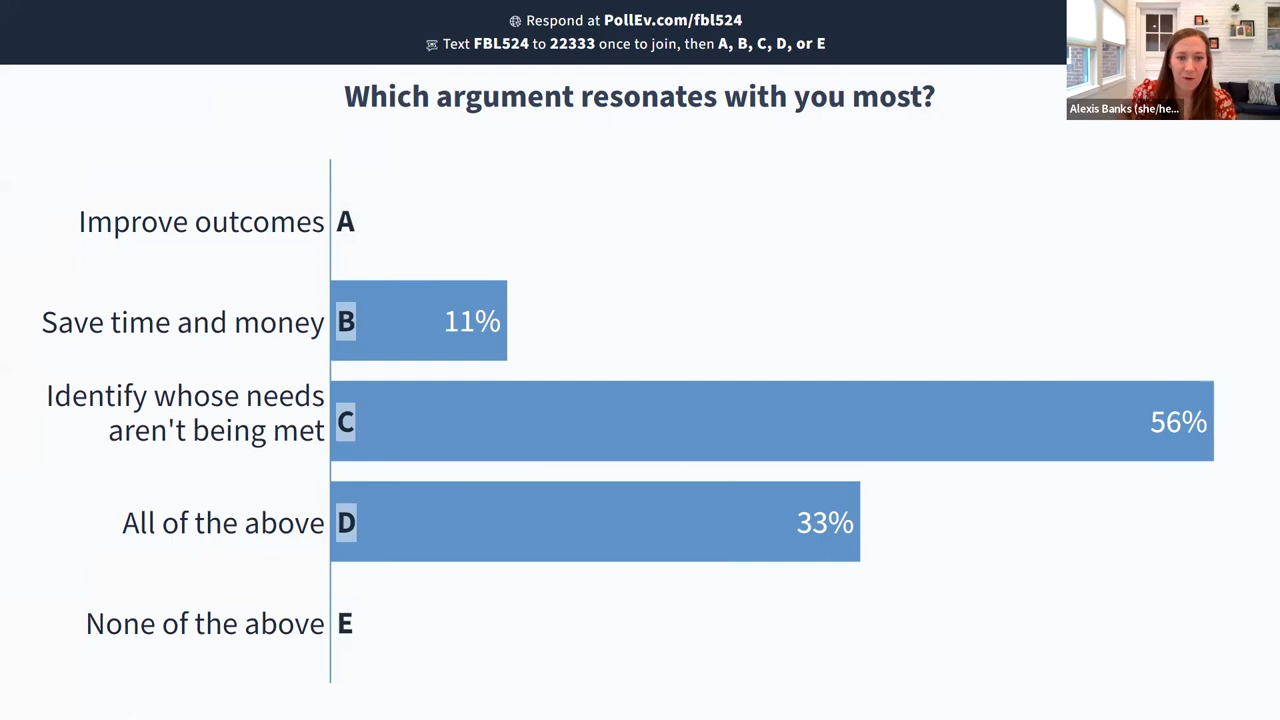 Respond at PollEv.com/fbl524
Text FBL524 to 22333 once to join, then A, B, C, D, or E
Alexis Banks (she/he...
Which argument resonates with you most?
Improve outcomes A
Save time and money B 11%
Identify whose needs
aren't being met C 56%
All of the above D 33%
None of the above E